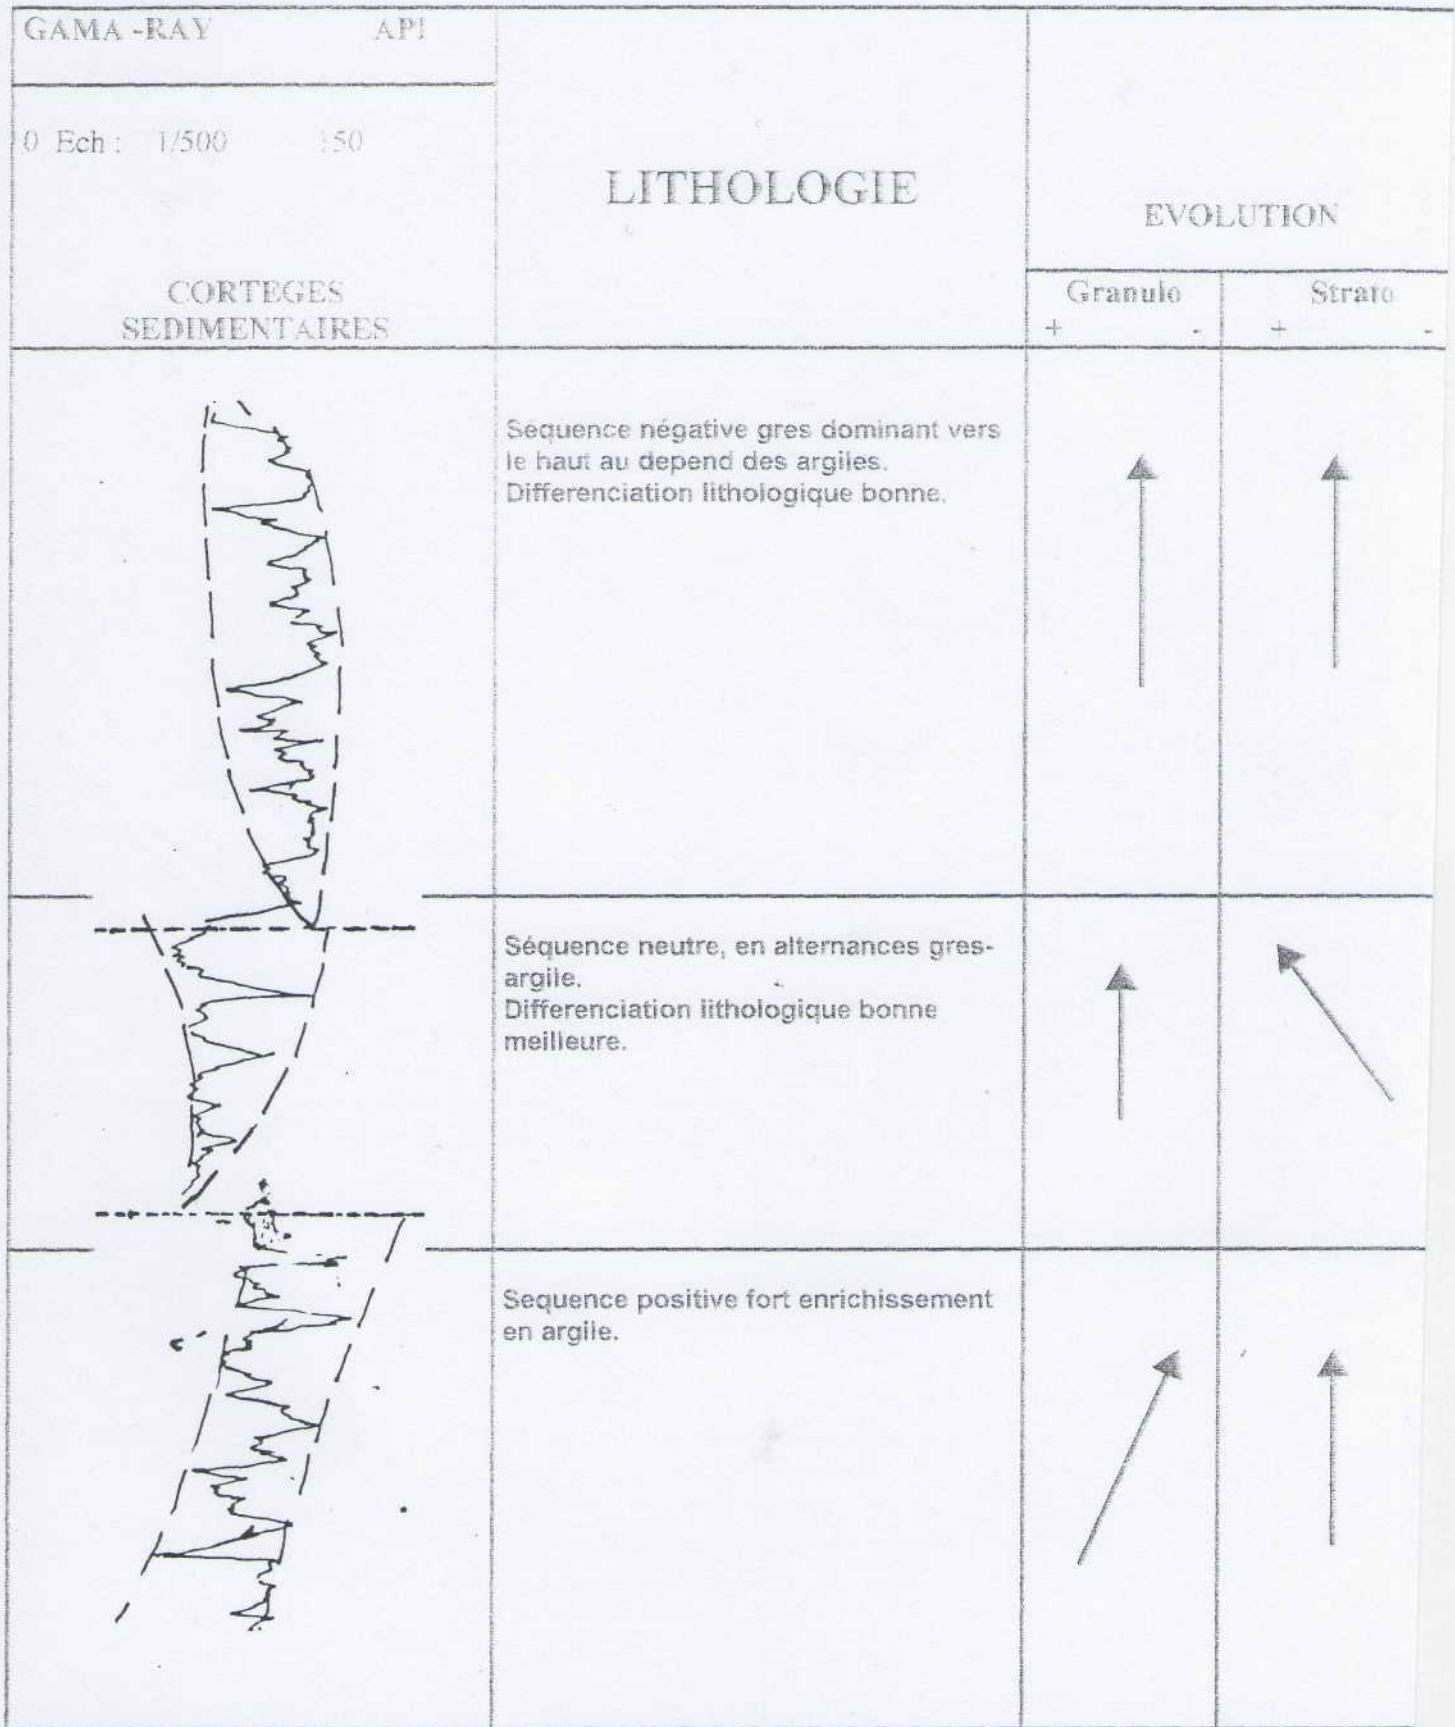 GAMA -RAY API
0 Ech : 1/500 150
CORTEGES
SEDIMENTAIRES
LITHOLOGIE
EVOLUTION
Granulo
+ -
Strato
+ -
Séquence négative gres dominant vers
le haut au depend des argiles.
Differenciation lithologique bonne.
Séquence neutre, en alternances gres-
argile.
Differenciation lithologique bonne
meilleure.
Sequence positive fort enrichissement
en argile.